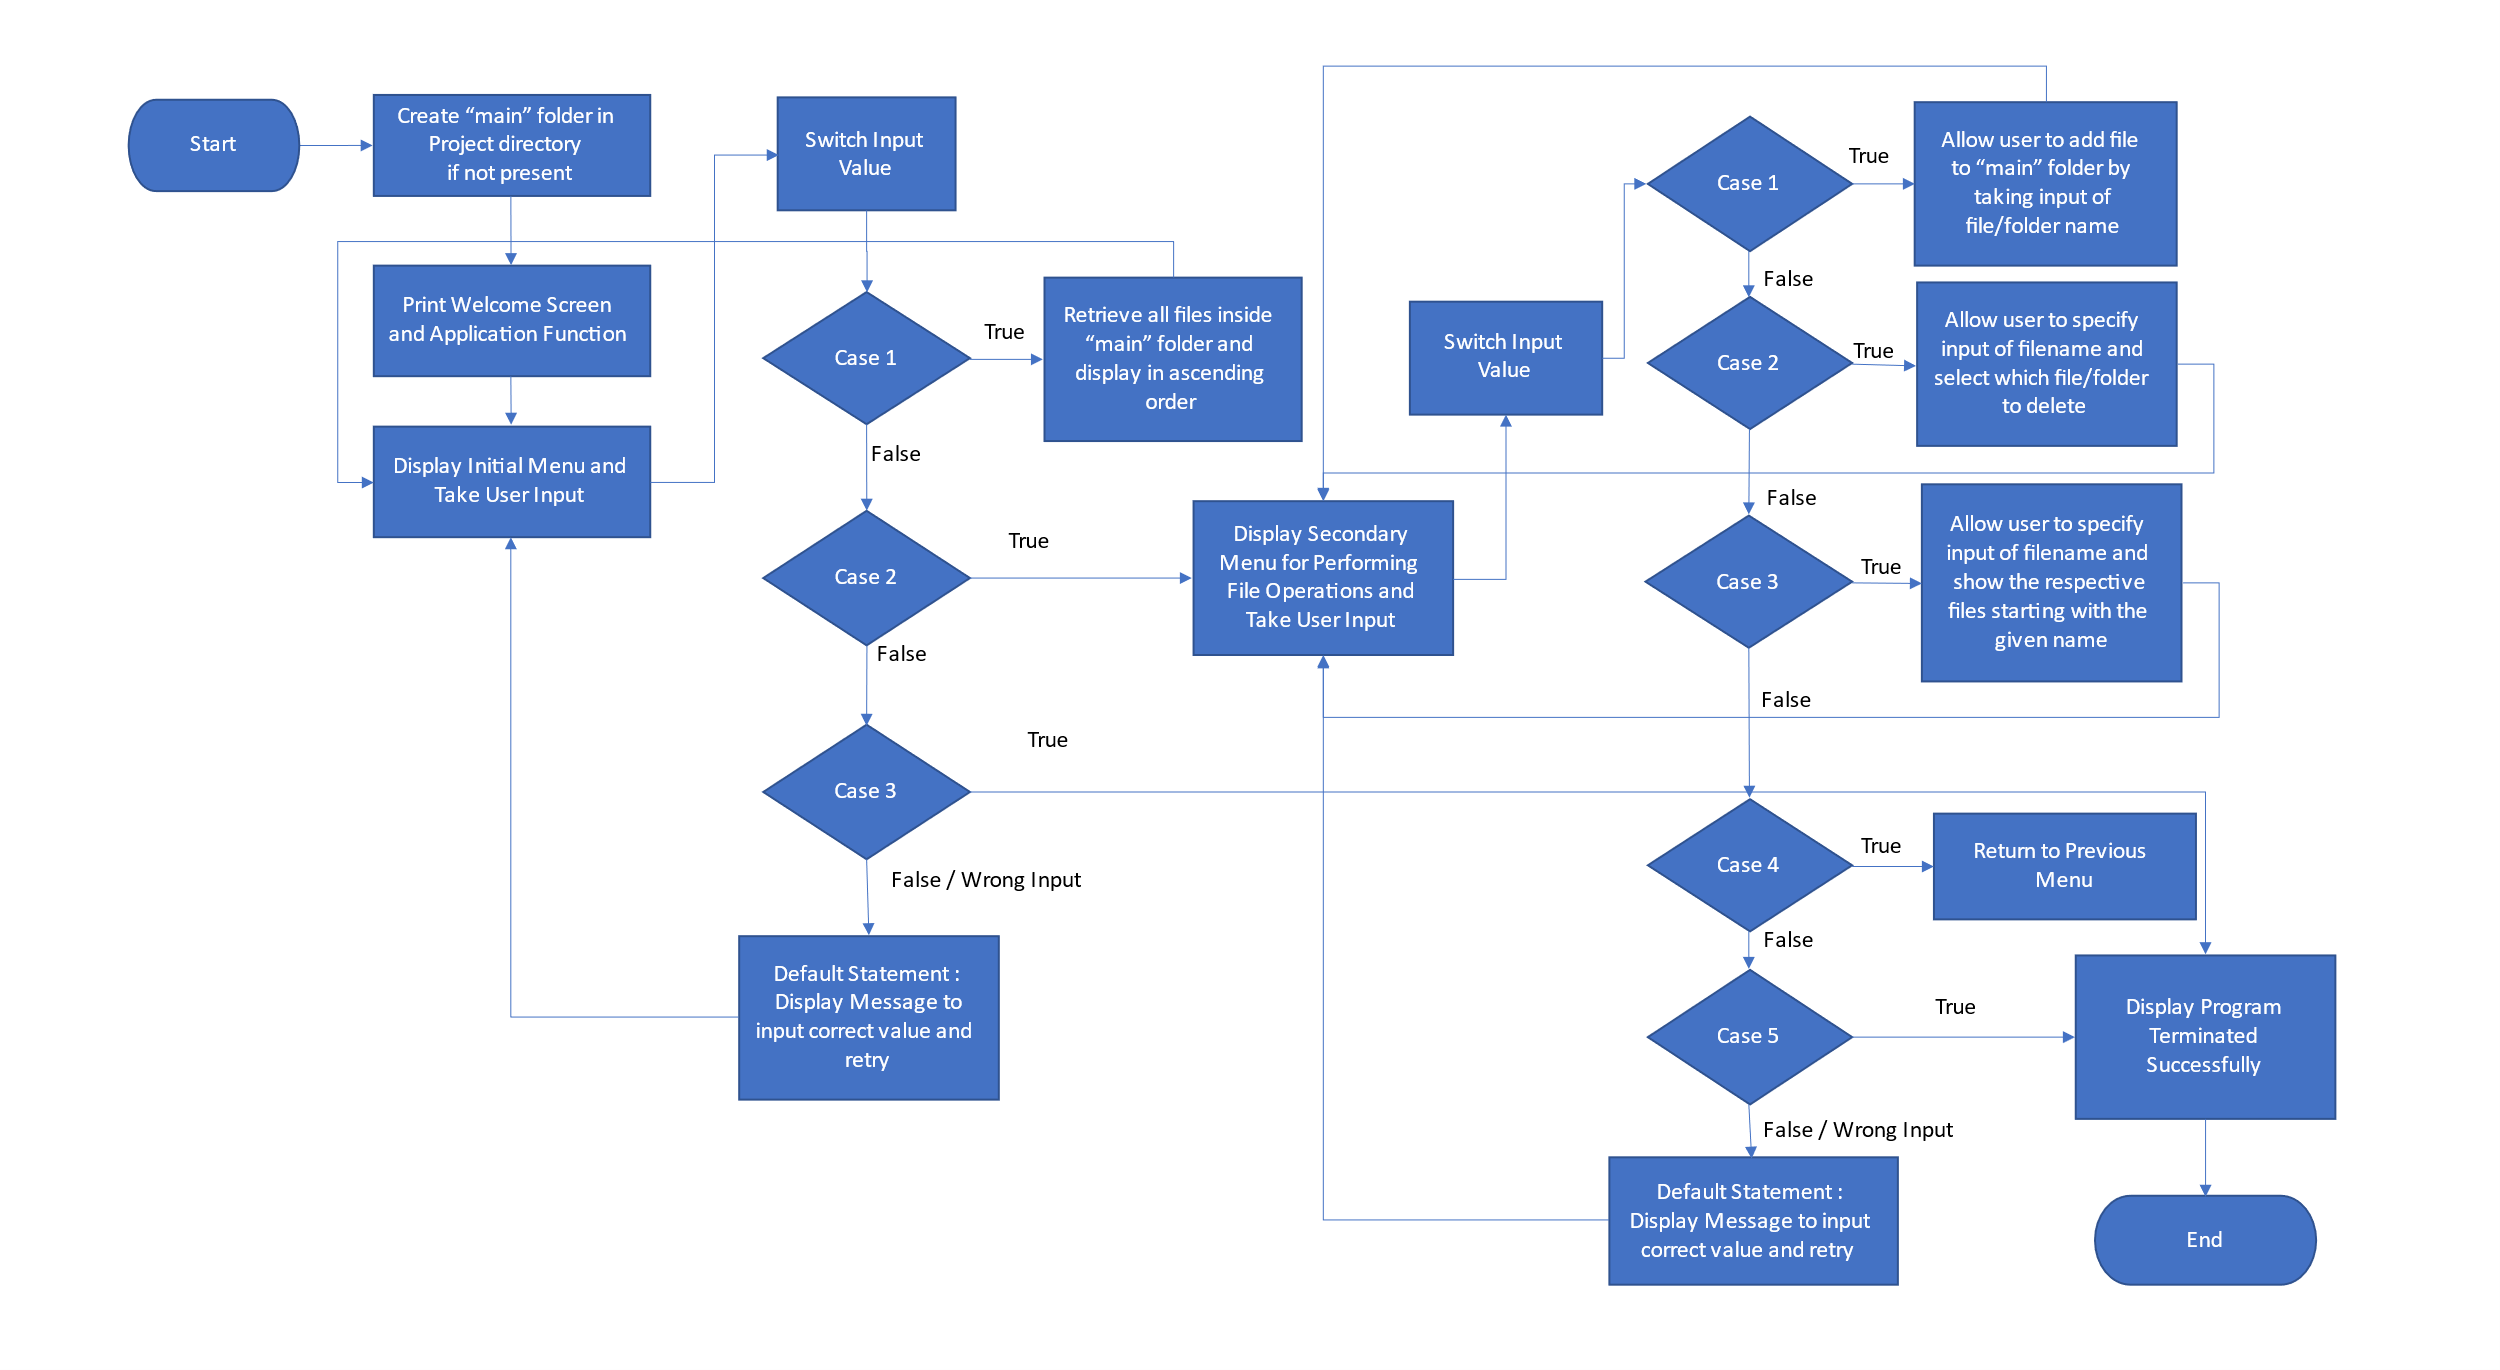 Start
Create “main” folder in
Project directory
if not present
Print Welcome Screen
and Application Function
Display Initial Menu and
Take User Input
Switch Input
Value
Case 1
True
Retrieve all files inside
“main” folder and
display in ascending
order
False
Case 2
True
False
Case 3
True
False / Wrong Input
Default Statement :
Display Message to
input correct value and
retry
Display Secondary
Menu for Performing
File Operations and
Take User Input
Switch Input
Value
Case 1
True
Allow user to add file
to “main” folder by
taking input of
file/folder name
False
Case 2
True
Allow user to specify
input of filename and
select which file/folder
to delete
False
Case 3
True
Allow user to specify
input of filename and
show the respective
files starting with the
given name
False
Case 4
True
Return to Previous
Menu
False
Case 5
True
Display Program
Terminated
Successfully
False / Wrong Input
Default Statement :
Display Message to input
correct value and retry
End